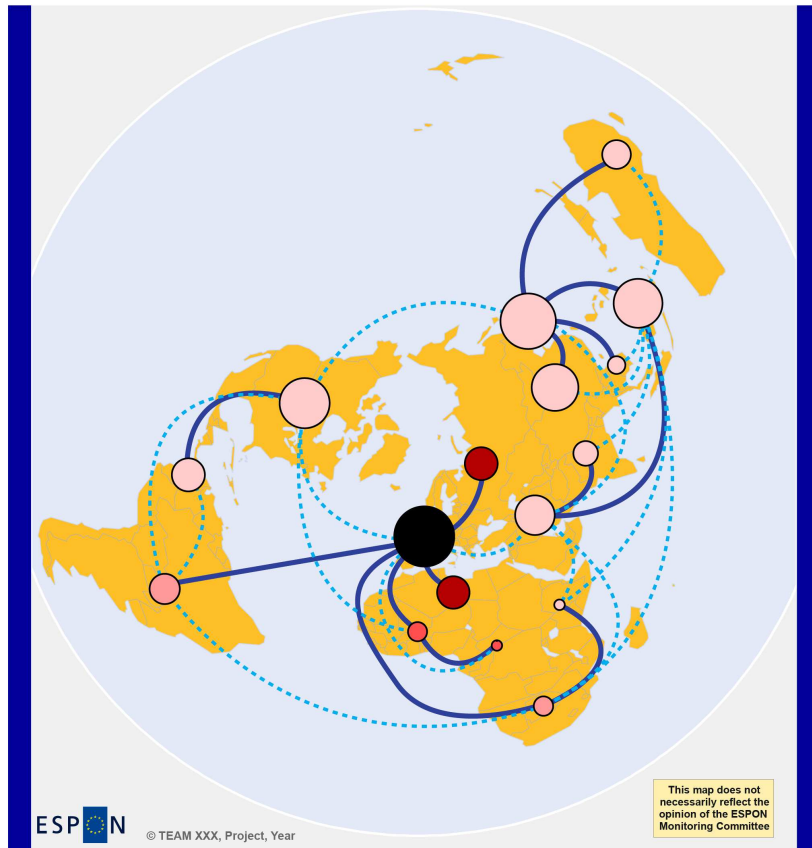 This map does not
necessarily reflect the
opinion of the ESPON
Monitoring Committee
ESPON
© TEAM XXX, Project, Year